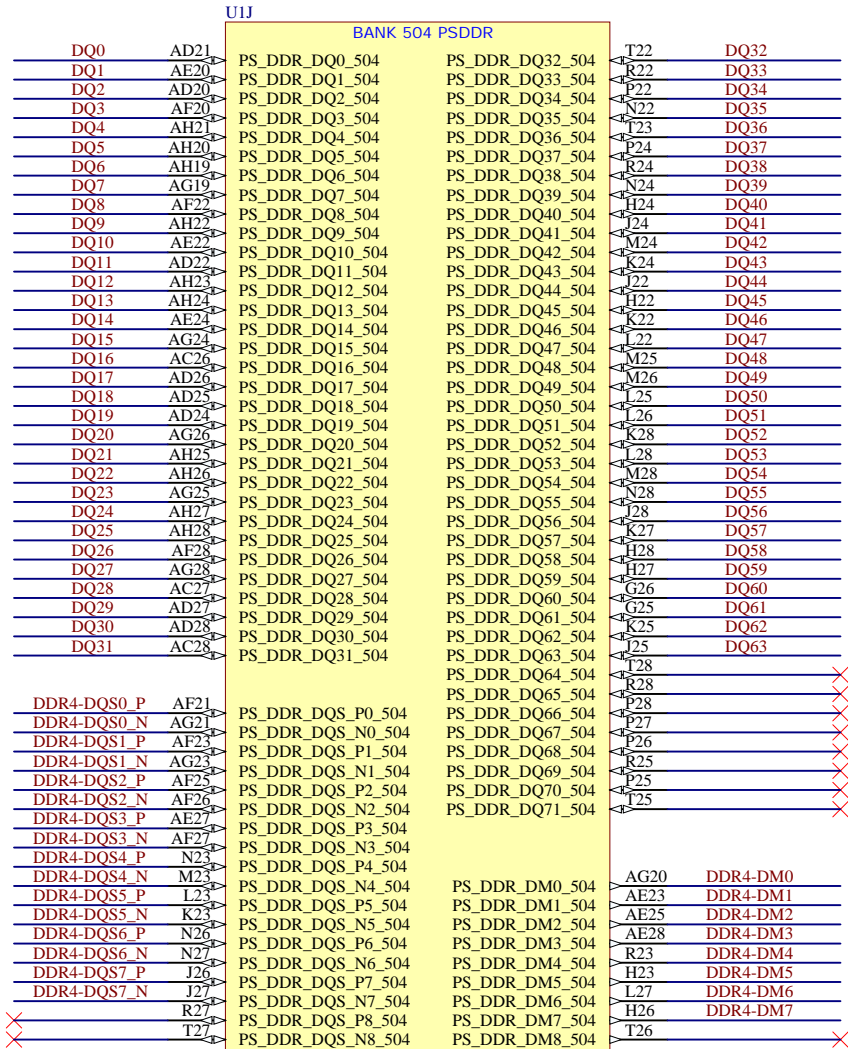 U1J
BANK 504 PSDDR
DQ0 AD21 PS_DDR_DQ0_504 PS_DDR_DQ32_504 T22 DQ32
DQ1 AE20 PS_DDR_DQ1_504 PS_DDR_DQ33_504 R22 DQ33
DQ2 AD20 PS_DDR_DQ2_504 PS_DDR_DQ34_504 P22 DQ34
DQ3 AF20 PS_DDR_DQ3_504 PS_DDR_DQ35_504 N22 DQ35
DQ4 AH21 PS_DDR_DQ4_504 PS_DDR_DQ36_504 T23 DQ36
DQ5 AH20 PS_DDR_DQ5_504 PS_DDR_DQ37_504 P24 DQ37
DQ6 AH19 PS_DDR_DQ6_504 PS_DDR_DQ38_504 R24 DQ38
DQ7 AG19 PS_DDR_DQ7_504 PS_DDR_DQ39_504 N24 DQ39
DQ8 AF22 PS_DDR_DQ8_504 PS_DDR_DQ40_504 H24 DQ40
DQ9 AH22 PS_DDR_DQ9_504 PS_DDR_DQ41_504 J24 DQ41
DQ10 AE22 PS_DDR_DQ10_504 PS_DDR_DQ42_504 M24 DQ42
DQ11 AD22 PS_DDR_DQ11_504 PS_DDR_DQ43_504 K24 DQ43
DQ12 AH23 PS_DDR_DQ12_504 PS_DDR_DQ44_504 J22 DQ44
DQ13 AH24 PS_DDR_DQ13_504 PS_DDR_DQ45_504 H22 DQ45
DQ14 AE24 PS_DDR_DQ14_504 PS_DDR_DQ46_504 K22 DQ46
DQ15 AG24 PS_DDR_DQ15_504 PS_DDR_DQ47_504 L22 DQ47
DQ16 AC26 PS_DDR_DQ16_504 PS_DDR_DQ48_504 M25 DQ48
DQ17 AD26 PS_DDR_DQ17_504 PS_DDR_DQ49_504 M26 DQ49
DQ18 AD25 PS_DDR_DQ18_504 PS_DDR_DQ50_504 L25 DQ50
DQ19 AD24 PS_DDR_DQ19_504 PS_DDR_DQ51_504 L26 DQ51
DQ20 AG26 PS_DDR_DQ20_504 PS_DDR_DQ52_504 K28 DQ52
DQ21 AH25 PS_DDR_DQ21_504 PS_DDR_DQ53_504 L28 DQ53
DQ22 AH26 PS_DDR_DQ22_504 PS_DDR_DQ54_504 M28 DQ54
DQ23 AG25 PS_DDR_DQ23_504 PS_DDR_DQ55_504 N28 DQ55
DQ24 AH27 PS_DDR_DQ24_504 PS_DDR_DQ56_504 J28 DQ56
DQ25 AH28 PS_DDR_DQ25_504 PS_DDR_DQ57_504 K27 DQ57
DQ26 AF28 PS_DDR_DQ26_504 PS_DDR_DQ58_504 H28 DQ58
DQ27 AG28 PS_DDR_DQ27_504 PS_DDR_DQ59_504 H27 DQ59
DQ28 AC27 PS_DDR_DQ28_504 PS_DDR_DQ60_504 G26 DQ60
DQ29 AD27 PS_DDR_DQ29_504 PS_DDR_DQ61_504 G25 DQ61
DQ30 AD28 PS_DDR_DQ30_504 PS_DDR_DQ62_504 K25 DQ62
DQ31 AC28 PS_DDR_DQ31_504 PS_DDR_DQ63_504 J25 DQ63
PS_DDR_DQ64_504 T28
PS_DDR_DQ65_504 R28
DDR4-DQS0_P AF21 PS_DDR_DQS_P0_504 PS_DDR_DQ66_504 P28
DDR4-DQS0_N AG21 PS_DDR_DQS_N0_504 PS_DDR_DQ67_504 P27
DDR4-DQS1_P AF23 PS_DDR_DQS_P1_504 PS_DDR_DQ68_504 P26
DDR4-DQS1_N AG23 PS_DDR_DQS_N1_504 PS_DDR_DQ69_504 R25
DDR4-DQS2_P AF25 PS_DDR_DQS_P2_504 PS_DDR_DQ70_504 P25
DDR4-DQS2_N AF26 PS_DDR_DQS_N2_504 PS_DDR_DQ71_504 T25
DDR4-DQS3_P AE27 PS_DDR_DQS_P3_504
DDR4-DQS3_N AF27 PS_DDR_DQS_N3_504
DDR4-DQS4_P N23 PS_DDR_DQS_P4_504
DDR4-DQS4_N M23 PS_DDR_DQS_N4_504 PS_DDR_DM0_504 AG20 DDR4-DM0
DDR4-DQS5_P L23 PS_DDR_DQS_P5_504 PS_DDR_DM1_504 AE23 DDR4-DM1
DDR4-DQS5_N K23 PS_DDR_DQS_N5_504 PS_DDR_DM2_504 AE25 DDR4-DM2
DDR4-DQS6_P N26 PS_DDR_DQS_P6_504 PS_DDR_DM3_504 AE28 DDR4-DM3
DDR4-DQS6_N N27 PS_DDR_DQS_N6_504 PS_DDR_DM4_504 R23 DDR4-DM4
DDR4-DQS7_P J26 PS_DDR_DQS_P7_504 PS_DDR_DM5_504 H23 DDR4-DM5
DDR4-DQS7_N J27 PS_DDR_DQS_N7_504 PS_DDR_DM6_504 L27 DDR4-DM6
R27 PS_DDR_DQS_P8_504 PS_DDR_DM7_504 H26 DDR4-DM7
T27 PS_DDR_DQS_N8_504 PS_DDR_DM8_504 T26